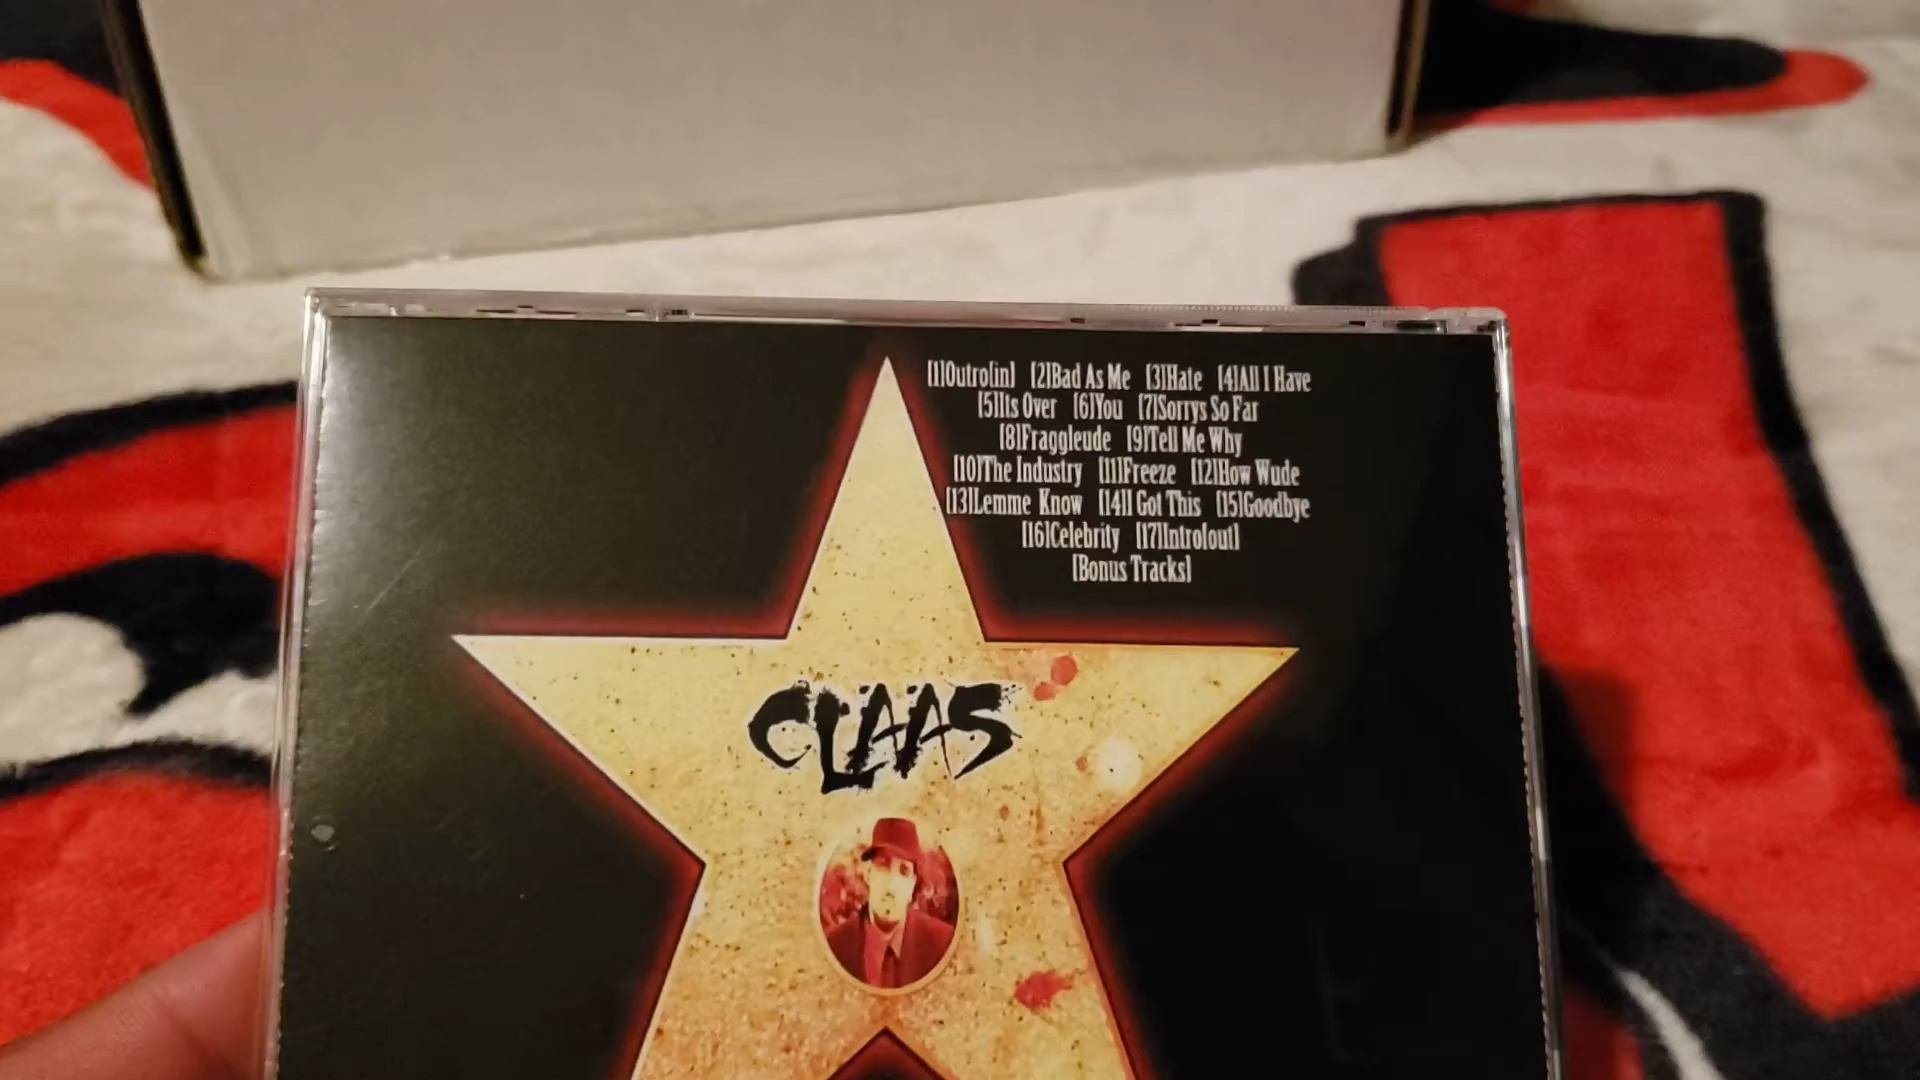 [1]Outro[in] [2]Bad As Me [3]Hate [4]All I Have
[5]Its Over [6]You [7]Sorrys So Far
[8]Fraggleude [9]Tell Me Why
[10]The Industry [11]Freeze [12]How Wude
[13]Lemme Know [14]I Got This [15]Goodbye
[16]Celebrity [17]Intro[out]
[Bonus Tracks]
CLAAS